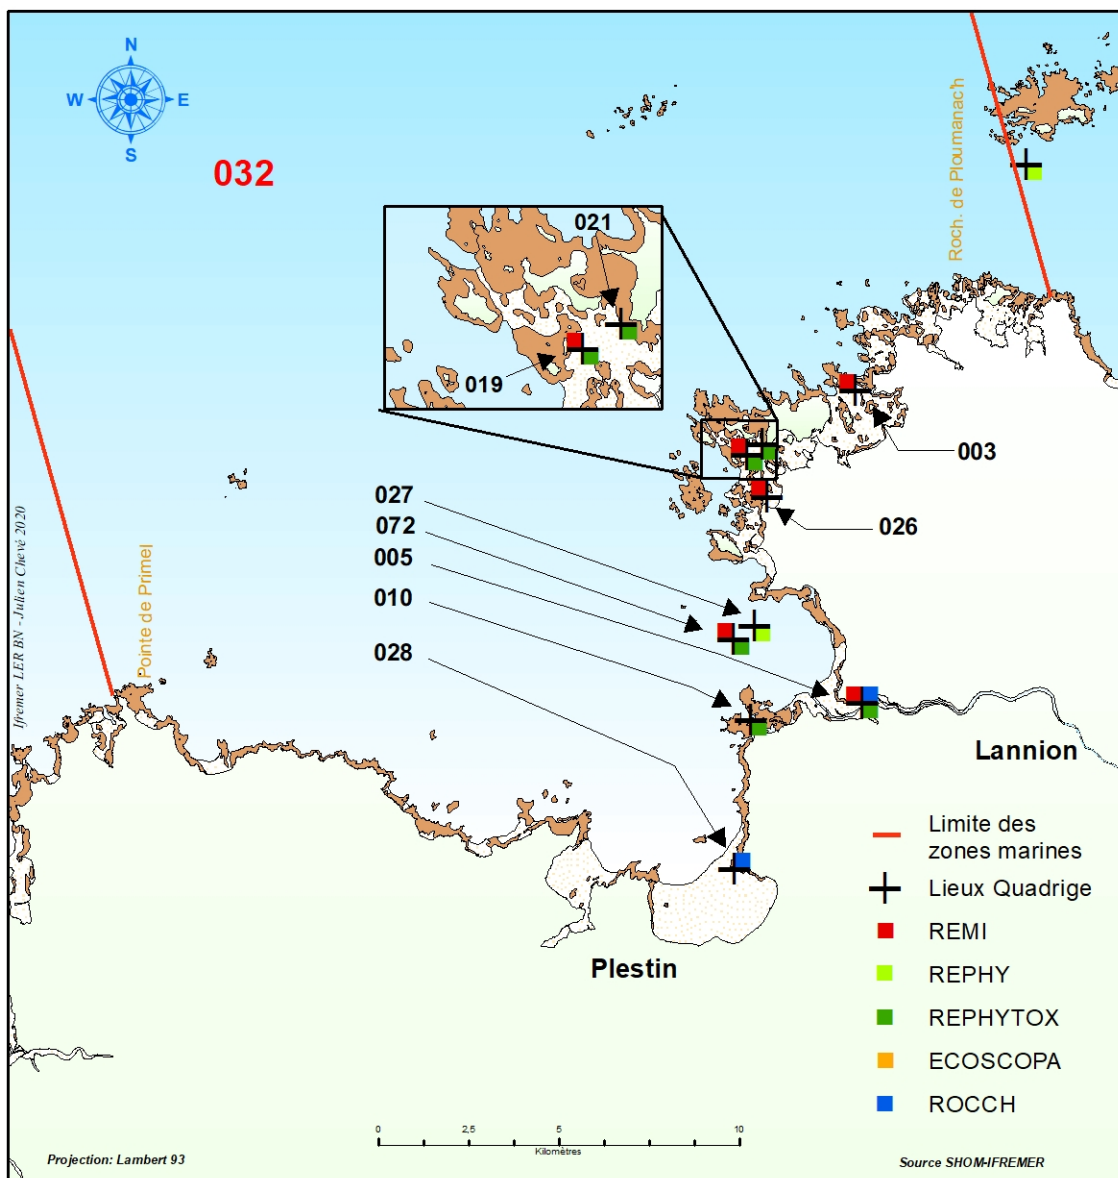 N
W E
S
032
Roch. de Ploumanac'h
021
019
003
027
072
026
005
010
028
Pointe de Primel
Ifremer LER BN - Julien Chevé 2020
Lannion
Plestin
Limite des
zones marines
Lieux Quadrige
REMI
REPHY
REPHYTOX
ECOSCOPA
ROCCH
0 2,5 5 10
Kilomètres
Projection: Lambert 93
Source SHOM-IFREMER